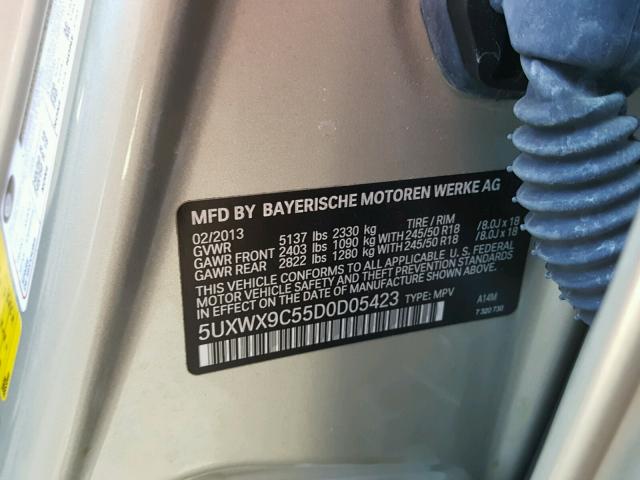 MFD BY BAYERISCHE MOTOREN WERKE AG
02/2013 5137 lbs 2330 kg TIRE / RIM
GVWR
GAWR FRONT 2403 lbs 1090 kg WITH 245/50 R18 / 8.0J x 18
GAWR REAR 2822 lbs 1280 kg WITH 245/50 R18 / 8.0J x 18
THIS VEHICLE CONFORMS TO ALL APPLICABLE FEDERAL
MOTOR VEHICLE SAFETY AND THEFT PREVENTION STANDARDS
IN EFFECT ON THE DATE OF MANUFACTURE SHOWN ABOVE.
5UXWX9C55D0D05423 TYPE: MPV A14M
7 320 730